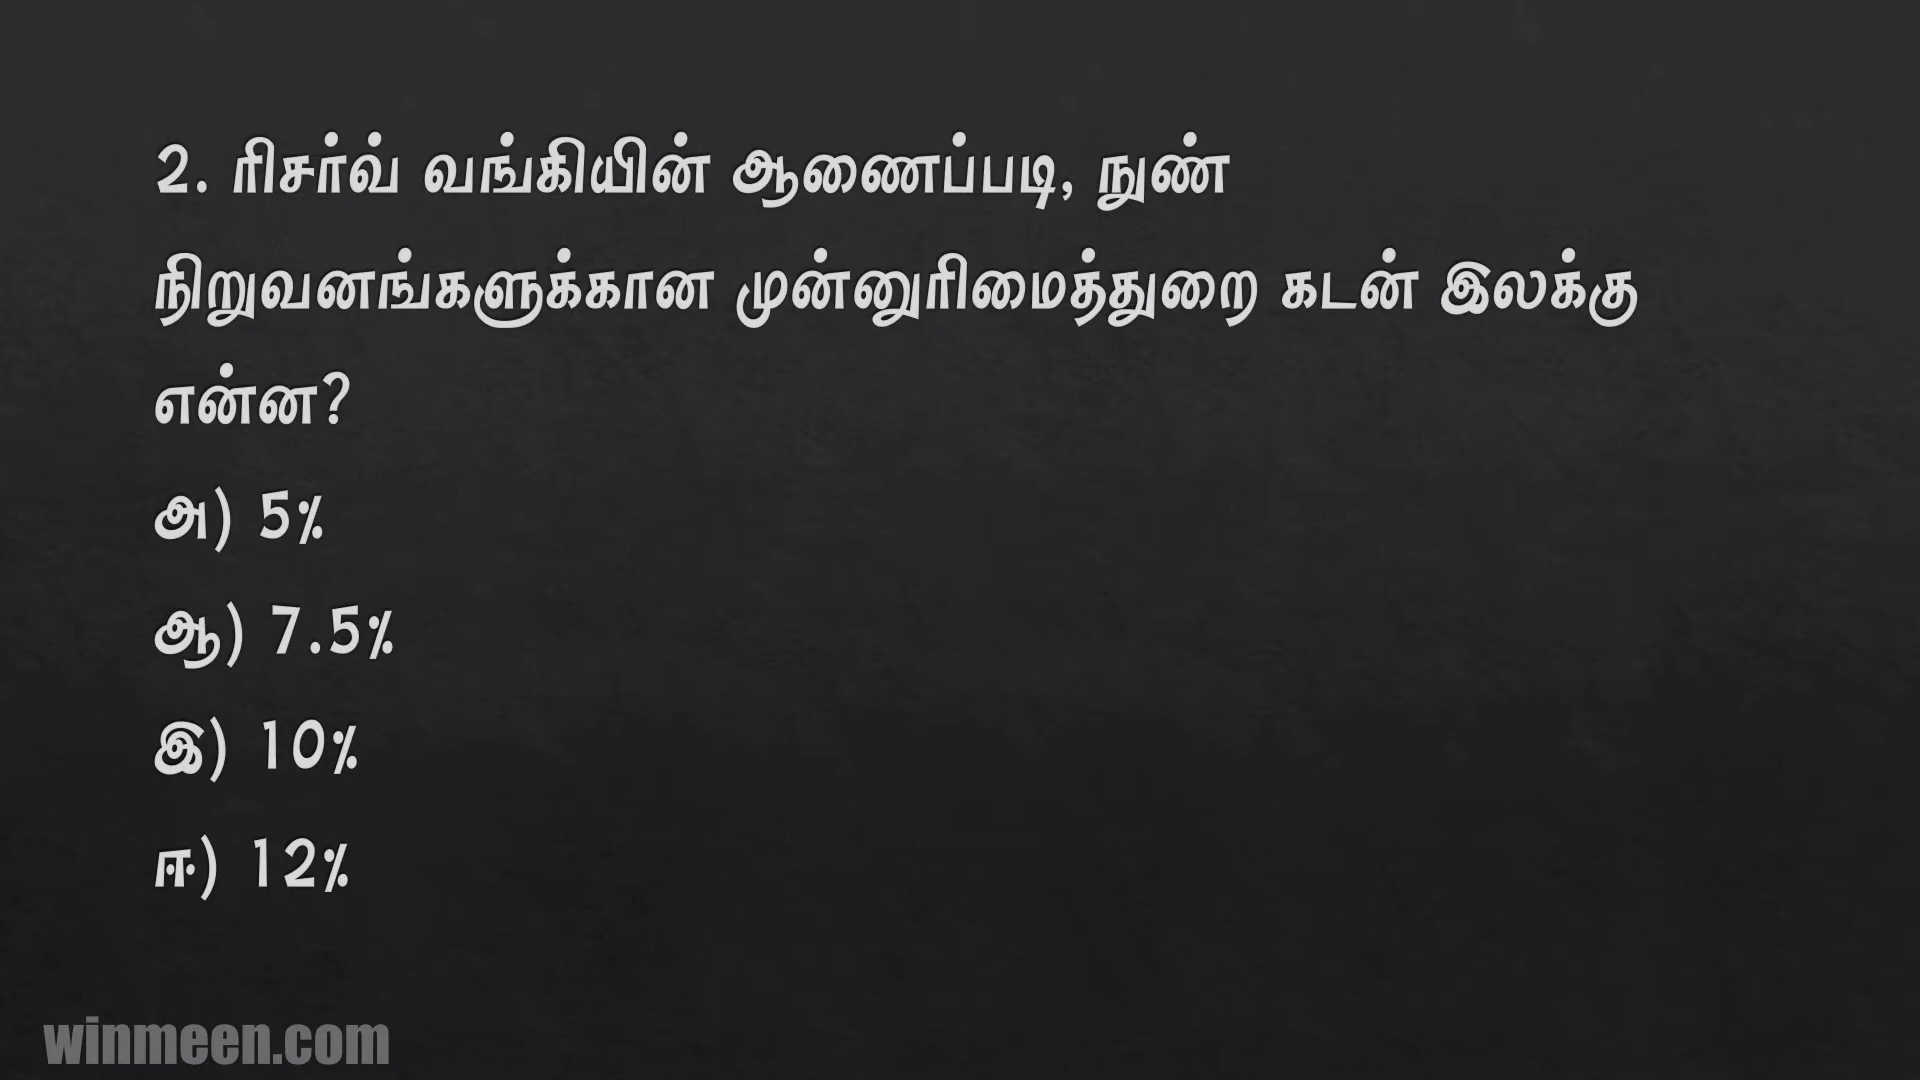 2. ரிசர்வ் வங்கியின் ஆணைப்படி, நுண்
நிறுவனங்களுக்கான முன்னுரிமைத்துறை கடன் இலக்கு
என்ன?
அ) 5%
ஆ) 7.5%
இ) 10%
ஈ) 12%
winmeen.com